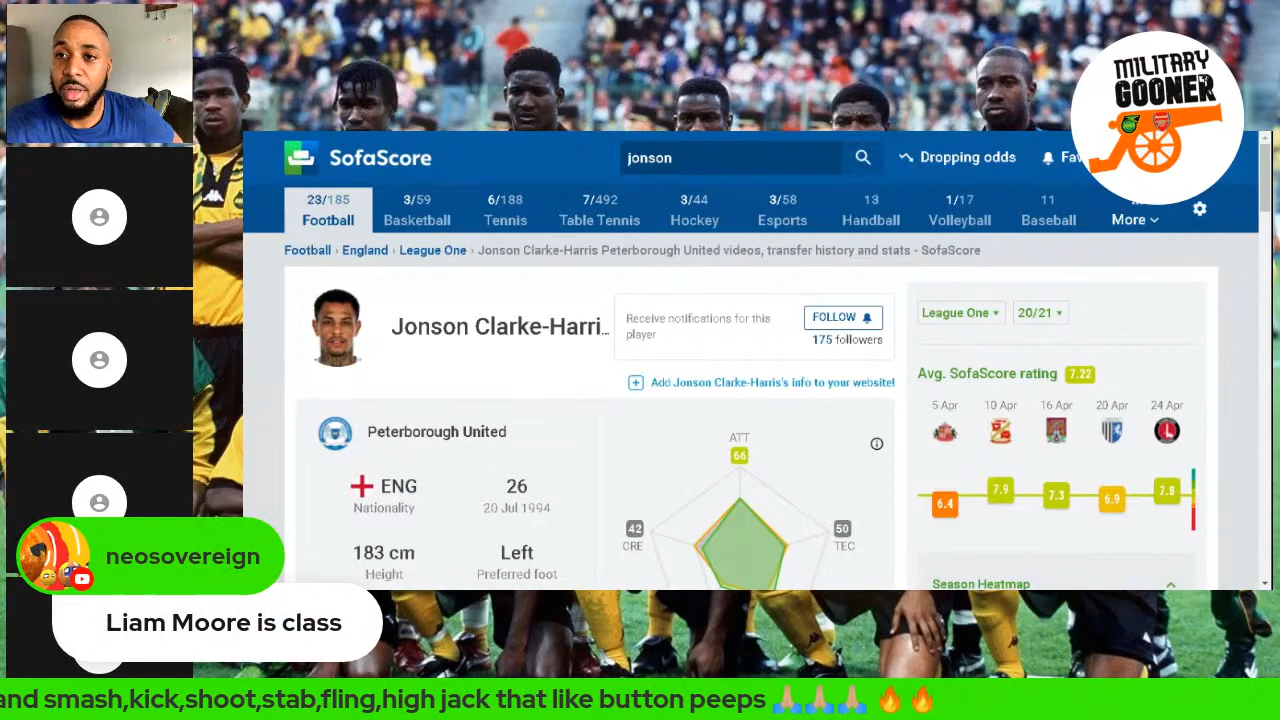 MILITARY
GOONER
SofaScore
jonson
Dropping odds
Fav
23/185
Football
3/59
Basketball
6/188
Tennis
7/492
Table Tennis
3/44
Hockey
3/58
Esports
13
Handball
1/17
Volleyball
11
Baseball
More
Football › England › League One › Jonson Clarke-Harris Peterborough United videos, transfer history and stats - SofaScore
Jonson Clarke-Harri...
Receive notifications for this
player
FOLLOW
175 followers
Add Jonson Clarke-Harris's info to your website!
Peterborough United
ENG
Nationality
26
20 Jul 1994
183 cm
Height
Left
Preferred foot
ATT
66
42
CRE
50
TEC
League One
20/21
Avg. SofaScore rating 7.22
5 Apr 10 Apr 16 Apr 20 Apr 24 Apr
6.4 7.9 7.3 6.9 7.8
Season Heatmap
neosovereign
Liam Moore is class
and smash,kick,shoot,stab,fling,high jack that like button peeps 🙏🏽🙏🏽🙏🏽 🔥🔥